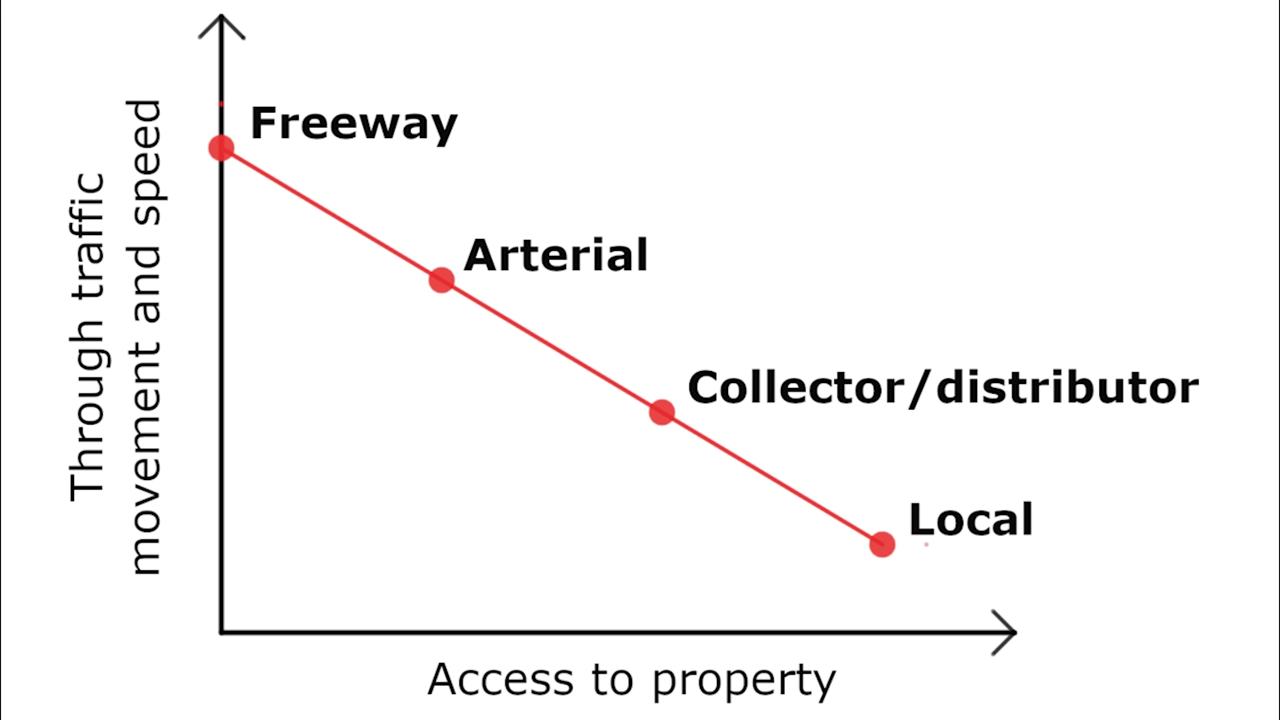 Through traffic
movement and speed
Freeway
Arterial
Collector/distributor
Local
Access to property